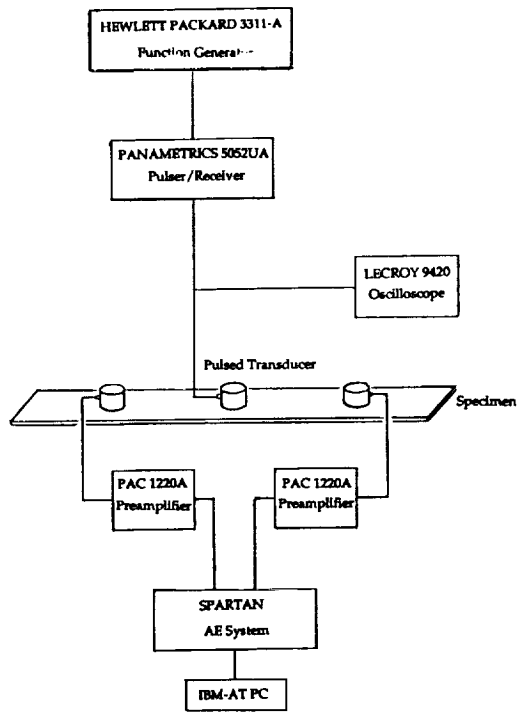 HEWLETT PACKARD 3311-A
Function Generator
PANAMETRICS 5052UA
Pulser/Receiver
LECROY 9420
Oscilloscope
Pulsed Transducer
Specimen
PAC 1220A
Preamplifier
PAC 1220A
Preamplifier
SPARTAN
AE System
IBM-AT PC